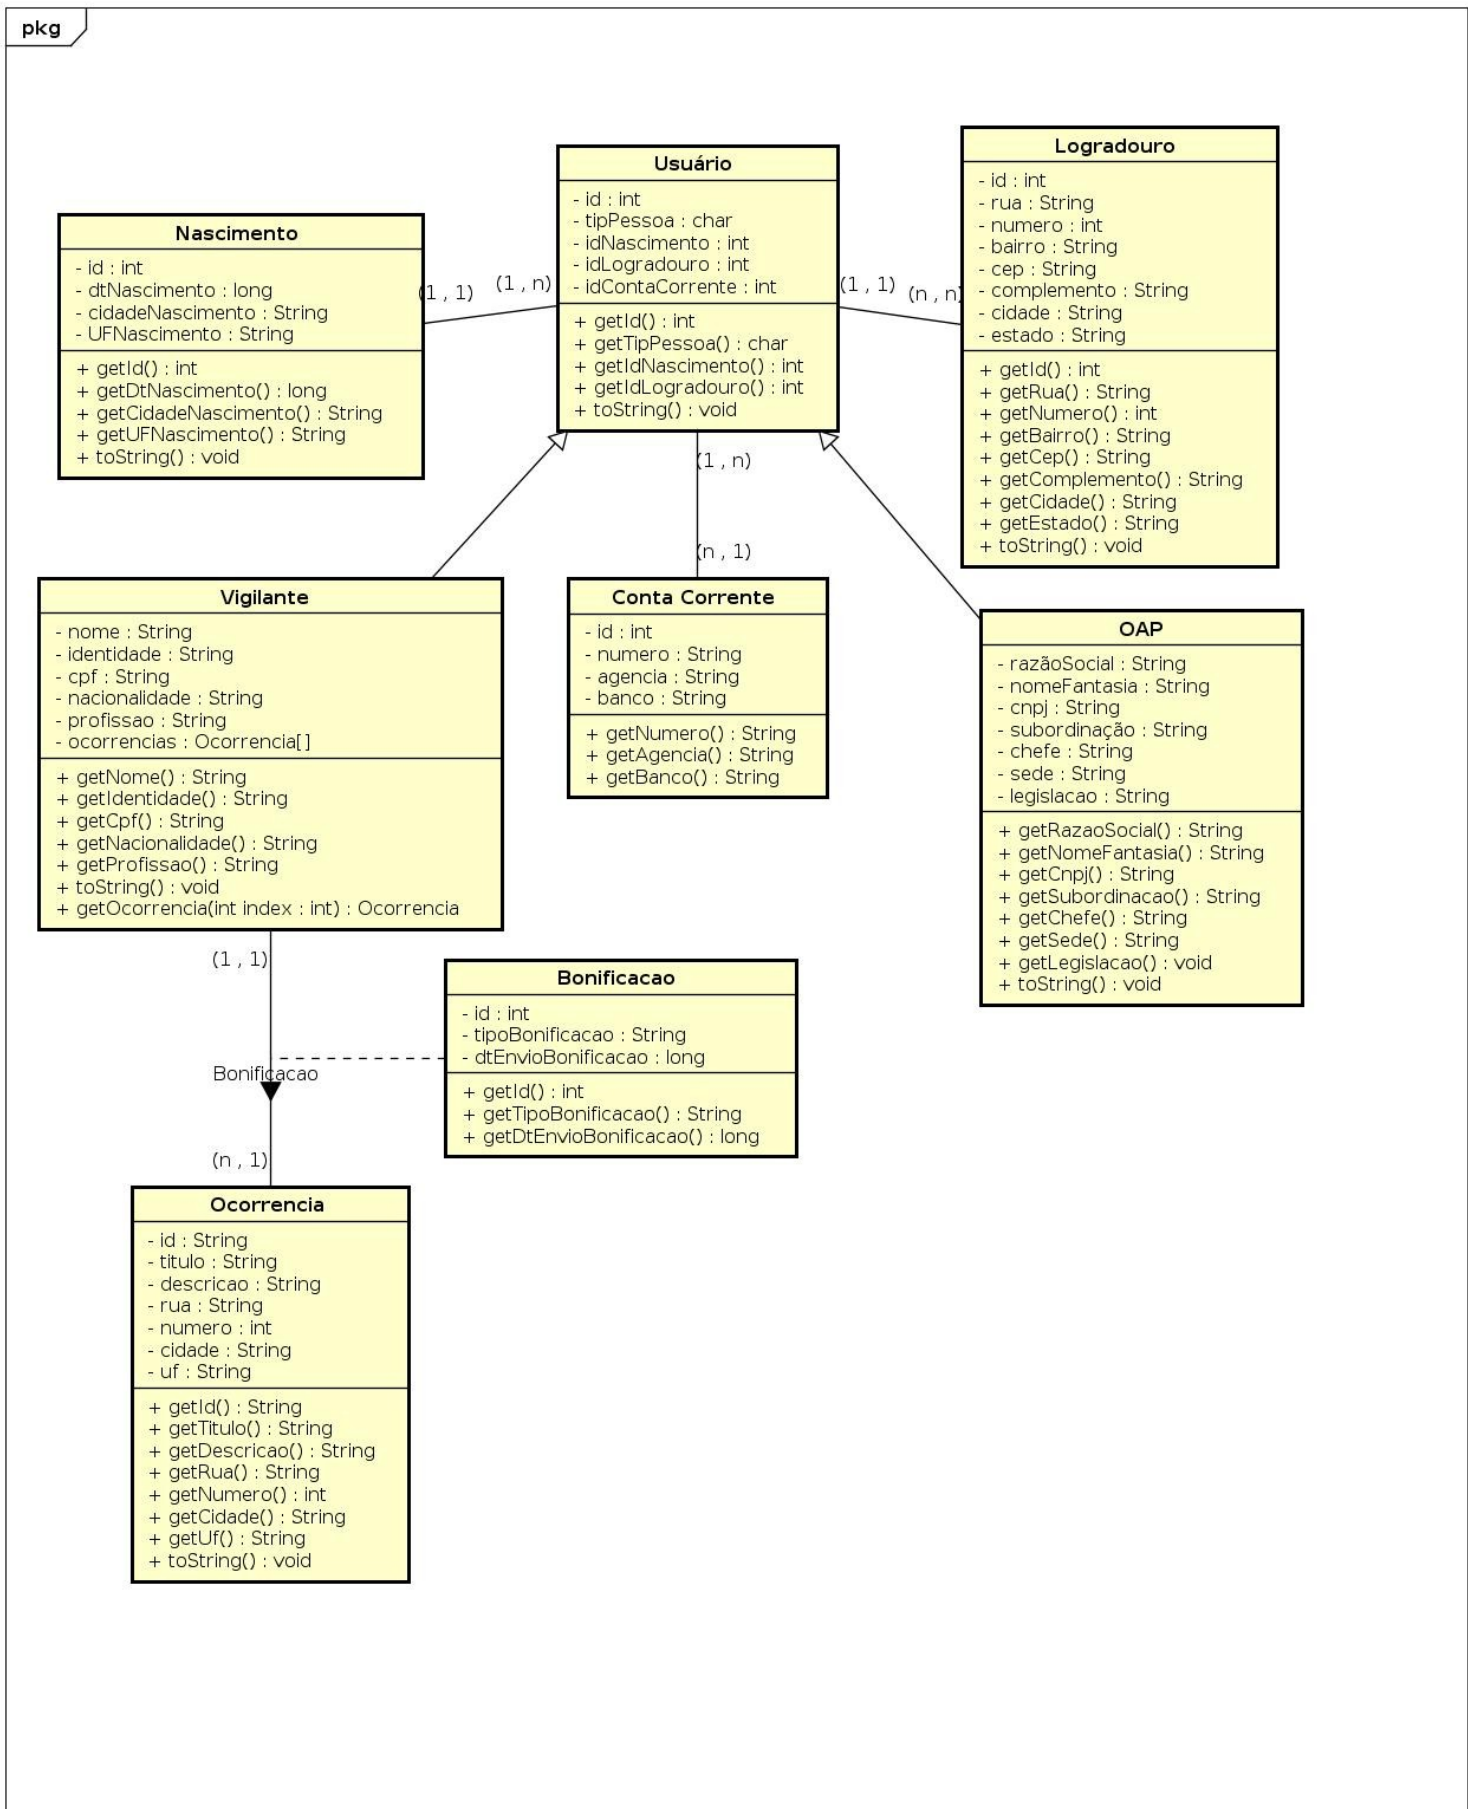 pkg
Usuário
- id : int
- tipPessoa : char
- idNascimento : int
- idLogradouro : int
- idContaCorrente : int
+ getId() : int
+ getTipPessoa() : char
+ getIdNascimento() : int
+ getIdLogradouro() : int
+ toString() : void
Logradouro
- id : int
- rua : String
- numero : int
- bairro : String
- cep : String
- complemento : String
- cidade : String
- estado : String
+ getId() : int
+ getRua() : String
+ getNumero() : int
+ getBairro() : String
+ getCep() : String
+ getComplemento() : String
+ getCidade() : String
+ getEstado() : String
+ toString() : void
Nascimento
- id : int
- dtNascimento : long
- cidadeNascimento : String
- UFNascimento : String
+ getId() : int
+ getDtNascimento() : long
+ getCidadeNascimento() : String
+ getUFNascimento() : String
+ toString() : void
(1 , 1)
(1 , n)
(1 , 1)
(n , n)
(1 , n)
(n , 1)
Vigilante
- nome : String
- identidade : String
- cpf : String
- nacionalidade : String
- profissao : String
- ocorrencias : Ocorrencia[]
+ getNome() : String
+ getIdentidade() : String
+ getCpf() : String
+ getNacionalidade() : String
+ getProfissao() : String
+ toString() : void
+ getOcorrencia(int index : int) : Ocorrencia
Conta Corrente
- id : int
- numero : String
- agencia : String
- banco : String
+ getNumero() : String
+ getAgencia() : String
+ getBanco() : String
OAP
- razãoSocial : String
- nomeFantasia : String
- cnpj : String
- subordinação : String
- chefe : String
- sede : String
- legislacao : String
+ getRazaoSocial() : String
+ getNomeFantasia() : String
+ getCnpj() : String
+ getSubordinacao() : String
+ getChefe() : String
+ getSede() : String
+ getLegislacao() : void
+ toString() : void
(1 , 1)
Bonificacao
(n , 1)
Bonificacao
- id : int
- tipoBonificacao : String
- dtEnvioBonificacao : long
+ getId() : int
+ getTipoBonificacao() : String
+ getDtEnvioBonificacao() : long
Ocorrencia
- id : String
- titulo : String
- descricao : String
- rua : String
- numero : int
- cidade : String
- uf : String
+ getId() : String
+ getTitulo() : String
+ getDescricao() : String
+ getRua() : String
+ getNumero() : int
+ getCidade() : String
+ getUf() : String
+ toString() : void